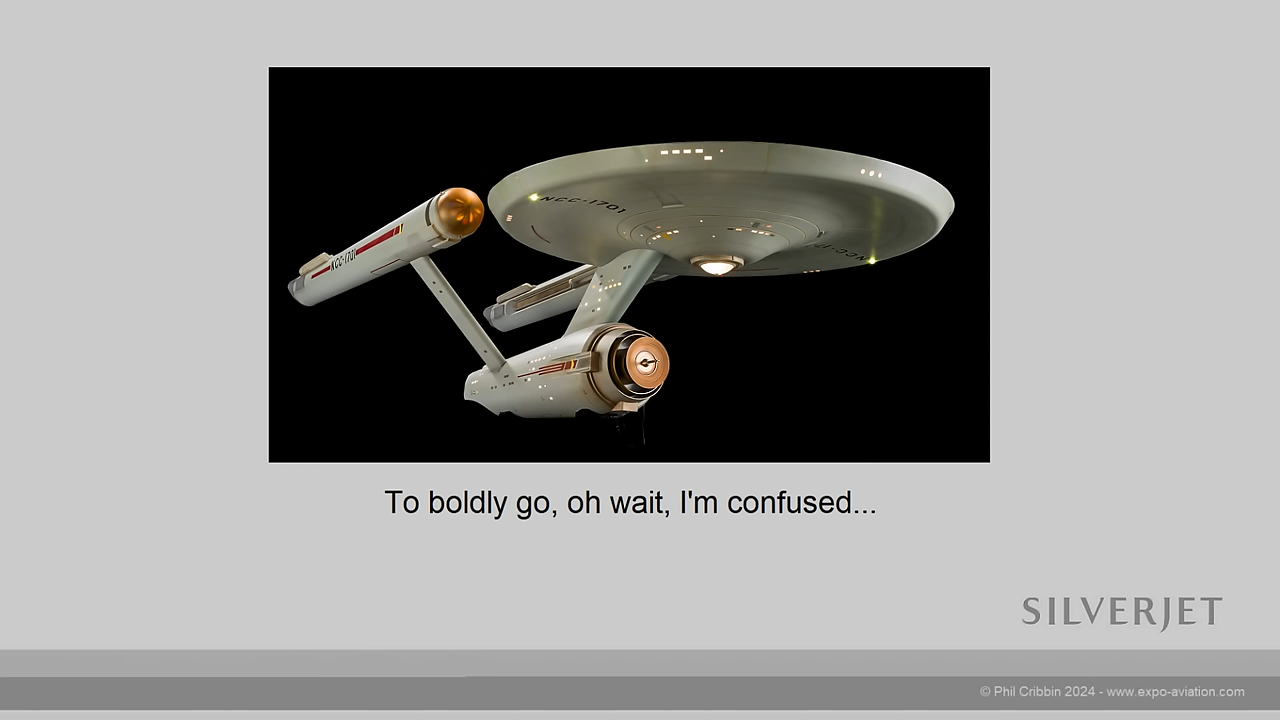 NCC-1701
NCC-1701
NCC-1701
To boldly go, oh wait, I'm confused...
SILVERJET
© Phil Cribbin 2024 - www.expo-aviation.com